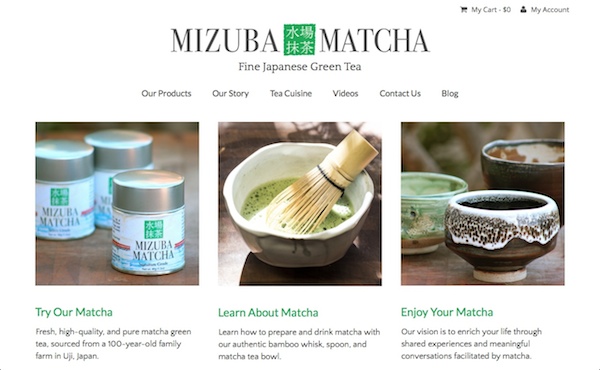 My Cart - $0 My Account
MIZUBA 水場 抹茶 MATCHA
Fine Japanese Green Tea
Our Products Our Story Tea Cuisine Videos Contact Us Blog
水場
抹茶
MIZUBA
MATCHA
Try Our Matcha
Fresh, high-quality, and pure matcha green
tea, sourced from a 100-year-old family
farm in Uji, Japan.
Learn About Matcha
Learn how to prepare and drink matcha with
our authentic bamboo whisk, spoon, and
matcha tea bowl.
Enjoy Your Matcha
Our vision is to enrich your life through
shared experiences and meaningful
conversations facilitated by matcha.